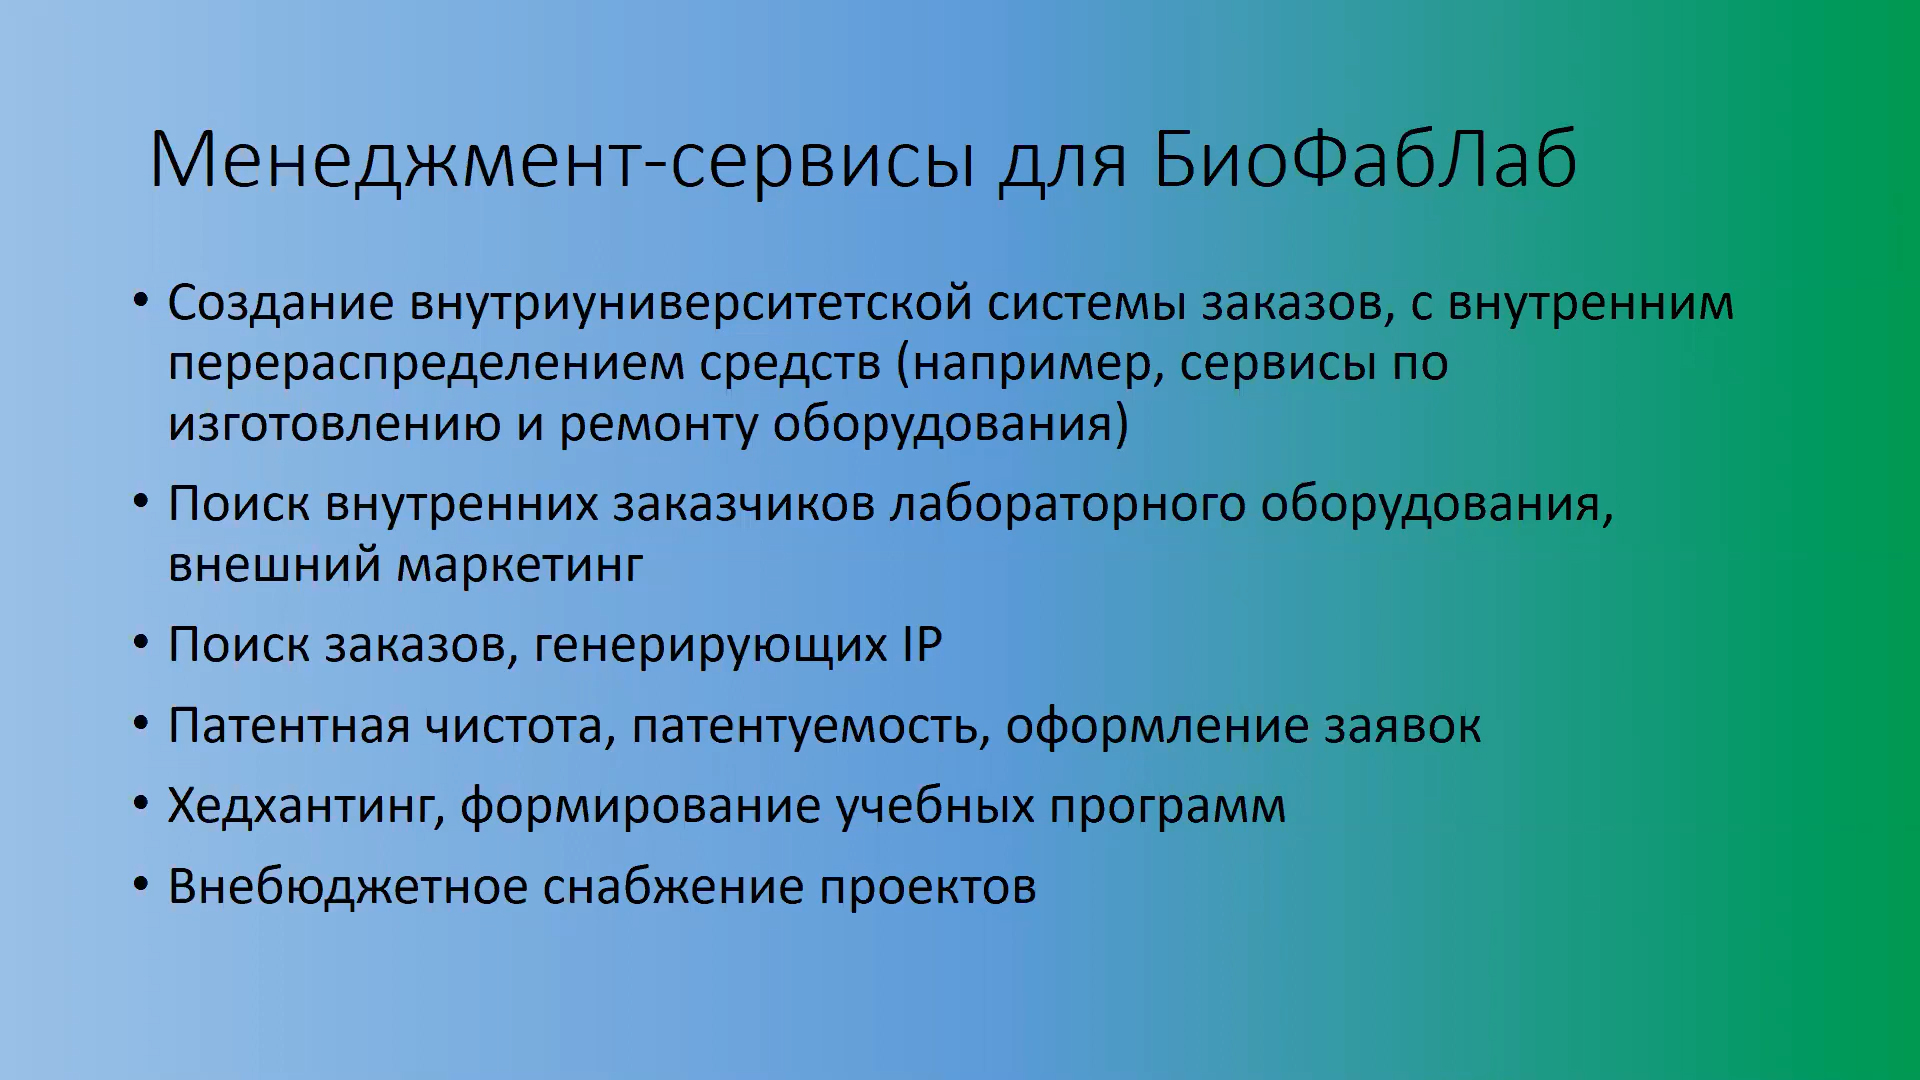 Менеджмент-сервисы для БиоФабЛаб
• Создание внутриуниверситетской системы заказов, с внутренним
перераспределением средств (например, сервисы по
изготовлению и ремонту оборудования)
• Поиск внутренних заказчиков лабораторного оборудования,
внешний маркетинг
• Поиск заказов, генерирующих IP
• Патентная чистота, патентуемость, оформление заявок
• Хедхантинг, формирование учебных программ
• Внебюджетное снабжение проектов